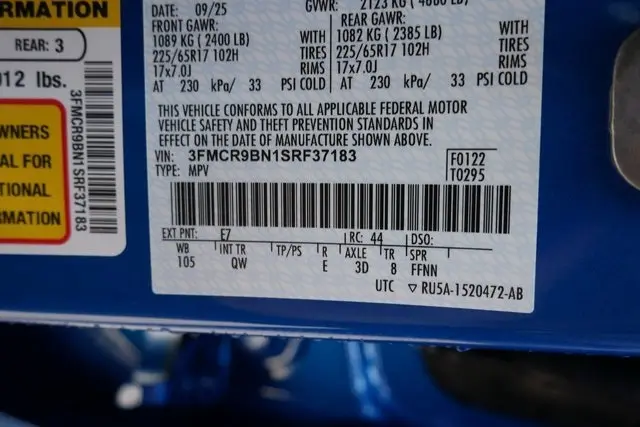 ORMATION
REAR: 3
012 lbs.
WNERS
AL FOR
TIONAL
RMATION
3FMCR9BN1SRF37183
DATE: 09/25
GVWR: 2123 KG (4680 LB)
FRONT GAWR:
1089 KG ( 2400 LB)
225/65R17 102H
17x7.0J
AT 230 kPa/ 33
WITH
TIRES
RIMS
PSI COLD
REAR GAWR:
1082 KG ( 2385 LB)
225/65R17 102H
17x7.0J
AT 230 kPa/ 33
WITH
TIRES
RIMS
PSI COLD
THIS VEHICLE CONFORMS TO ALL APPLICABLE FEDERAL MOTOR
VEHICLE SAFETY AND THEFT PREVENTION STANDARDS IN
EFFECT ON THE DATE OF MANUFACTURE SHOWN ABOVE.
VIN: 3FMCR9BN1SRF37183
TYPE: MPV
F0122
T0295
EXT PNT: E7 RC: 44 DSO:
WB INT TR TP/PS R AXLE TR SPR
105 QW E 3D 8 FFNN
UTC ▽ RU5A-1520472-AB